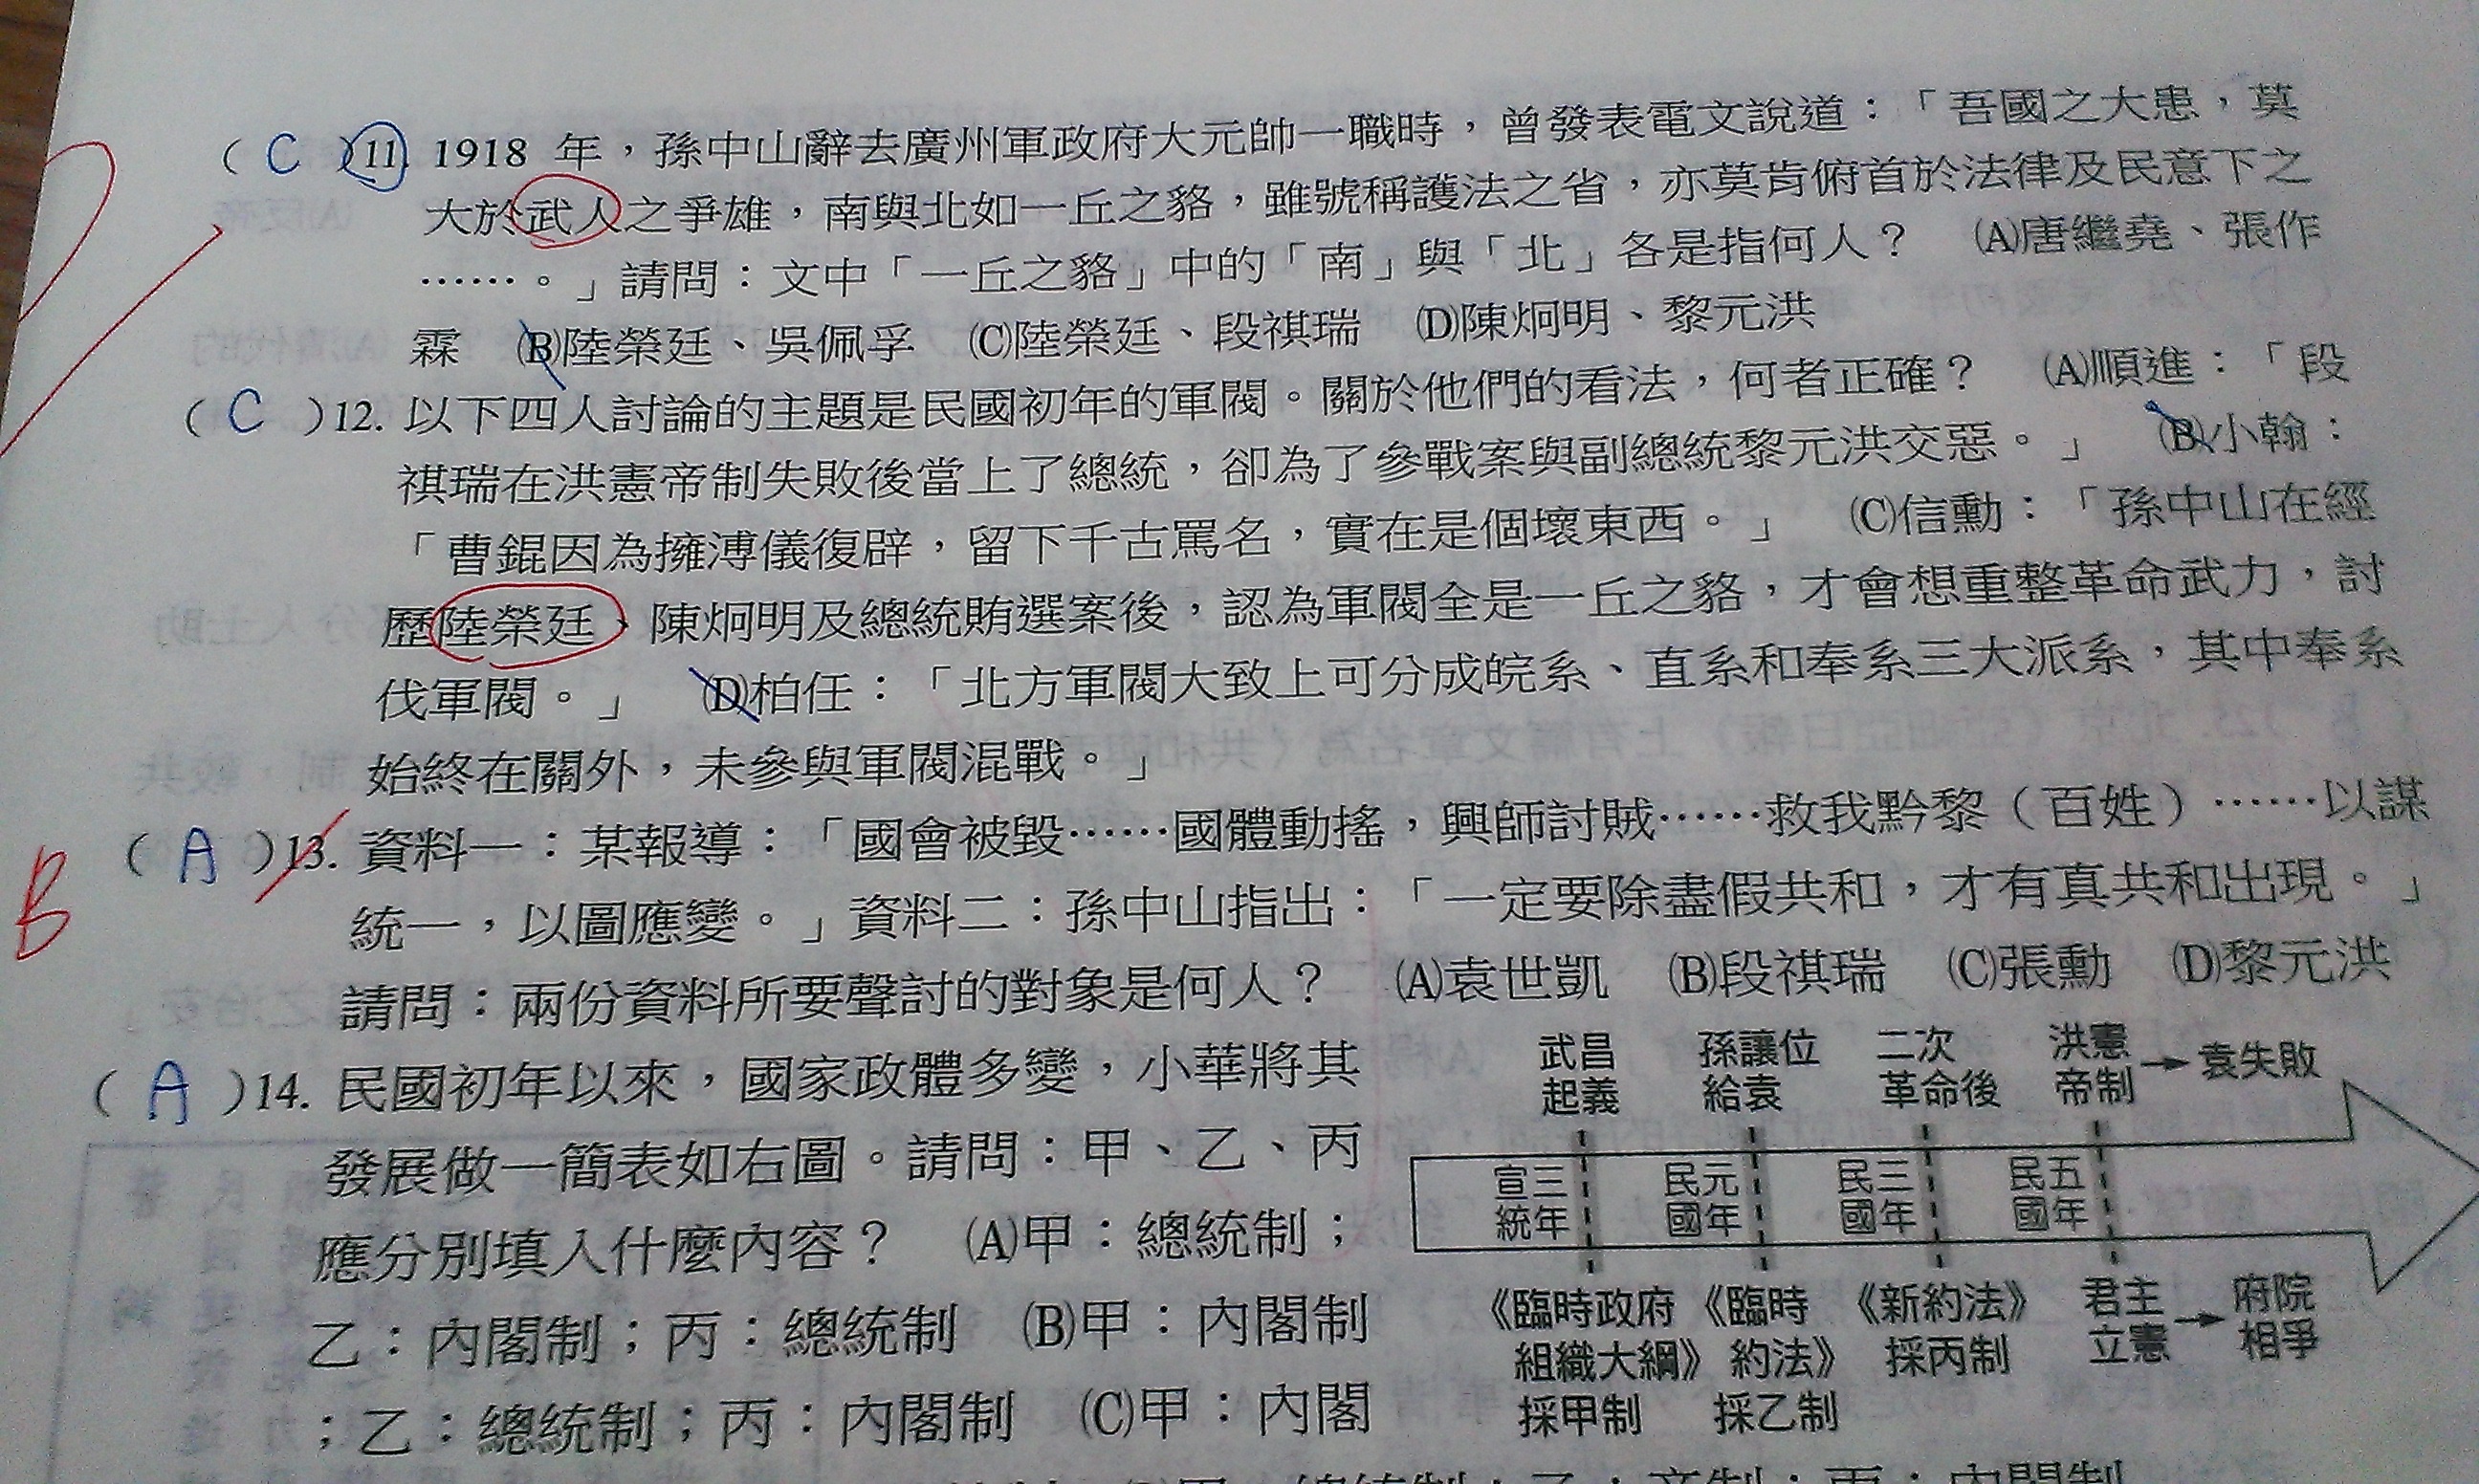 ( C )11. 1918 年，孫中山辭去廣州軍政府大元帥一職時，曾發表電文說道：「吾國之大患，莫
大於武人之爭雄，南與北如一丘之貉，雖號稱護法之省，亦莫肯俯首於法律及民意下之
……。」請問：文中「一丘之貉」中的「南」與「北」各是指何人？　(A)唐繼堯、張作
霖　(B)陸榮廷、吳佩孚　(C)陸榮廷、段祺瑞　(D)陳炯明、黎元洪
( C )12. 以下四人討論的主題是民國初年的軍閥。關於他們的看法，何者正確？　(A)順進：「段
祺瑞在洪憲帝制失敗後當上了總統，卻為了參戰案與副總統黎元洪交惡。」　(B)小翰：
「曹錕因為擁溥儀復辟，留下千古罵名，實在是個壞東西。」　(C)信勳：「孫中山在經
歷陸榮廷、陳炯明及總統賄選案後，認為軍閥全是一丘之貉，才會想重整革命武力，討
伐軍閥。」　(D)柏任：「北方軍閥大致上可分成皖系、直系和奉系三大派系，其中奉系
始終在關外，未參與軍閥混戰。」
B
( A )13. 資料一：某報導：「國會被毀……國體動搖，興師討賊……救我黔黎（百姓）……以謀
統一，以圖應變。」資料二：孫中山指出：「一定要除盡假共和，才有真共和出現。」
請問：兩份資料所要聲討的對象是何人？　(A)袁世凱　(B)段祺瑞　(C)張勳　(D)黎元洪
( A )14. 民國初年以來，國家政體多變，小華將其
發展做一簡表如右圖。請問：甲、乙、丙
應分別填入什麼內容？　(A)甲：總統制；
乙：內閣制；丙：總統制　(B)甲：內閣制
；乙：總統制；丙：內閣制　(C)甲：內閣
武昌 孫讓位 二次 洪憲
起義 給袁 革命後 帝制 → 袁失敗
宣三 民元 民三 民五
統年 國年 國年 國年
《臨時政府 《臨時 《新約法》 君主 府院
組織大綱》 約法》 採丙制 立憲 → 相爭
採甲制 採乙制